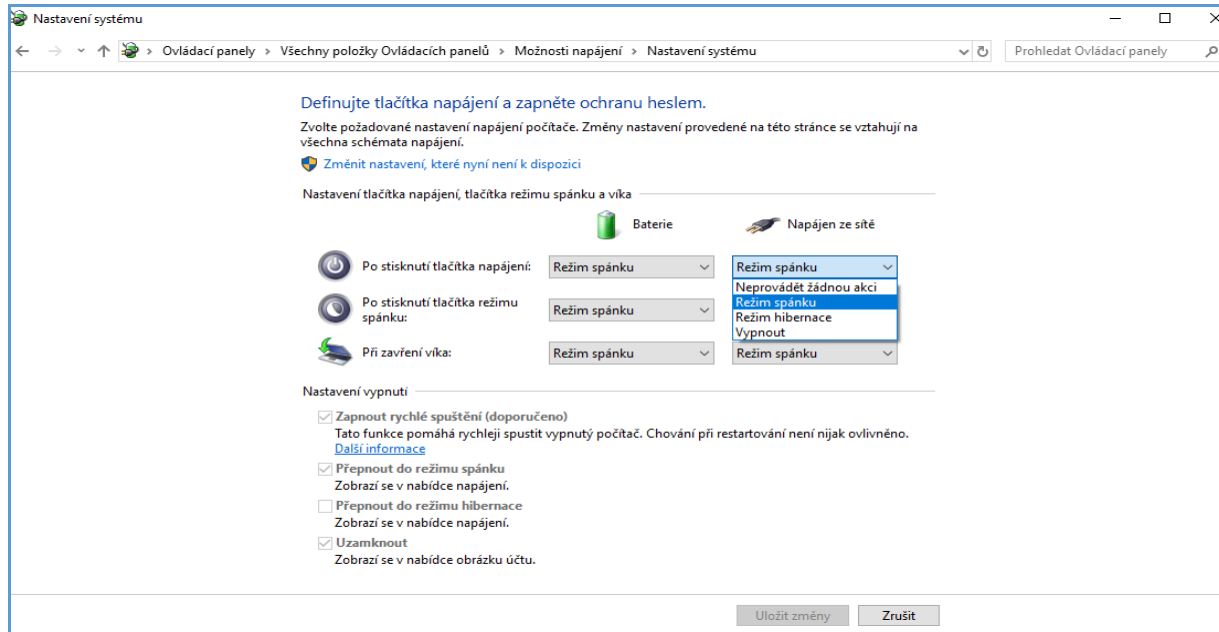 Nastavení systému
Ovládací panely > Všechny položky Ovládacích panelů > Možnosti napájení > Nastavení systému
Prohledat Ovládací panely
Definujte tlačítka napájení a zapněte ochranu heslem.
Zvolte požadované nastavení napájení počítače. Změny nastavení provedené na této stránce se vztahují na
všechna schémata napájení.
Změnit nastavení, které nyní není k dispozici
Nastavení tlačítka napájení, tlačítka režimu spánku a víka
Baterie
Napájen ze sítě
Po stisknutí tlačítka napájení:
Režim spánku
Režim spánku
Neprovádět žádnou akci
Režim spánku
Režim hibernace
Vypnout
Po stisknutí tlačítka režimu
spánku:
Režim spánku
Při zavření víka:
Režim spánku
Režim spánku
Nastavení vypnutí
Zapnout rychlé spuštění (doporučeno)
Tato funkce pomáhá rychleji spustit vypnutý počítač. Chování při restartování není nijak ovlivněno.
Další informace
Přepnout do režimu spánku
Zobrazí se v nabídce napájení.
Přepnout do režimu hibernace
Zobrazí se v nabídce napájení.
Uzamknout
Zobrazí se v nabídce obrázku účtu.
Uložit změny
Zrušit